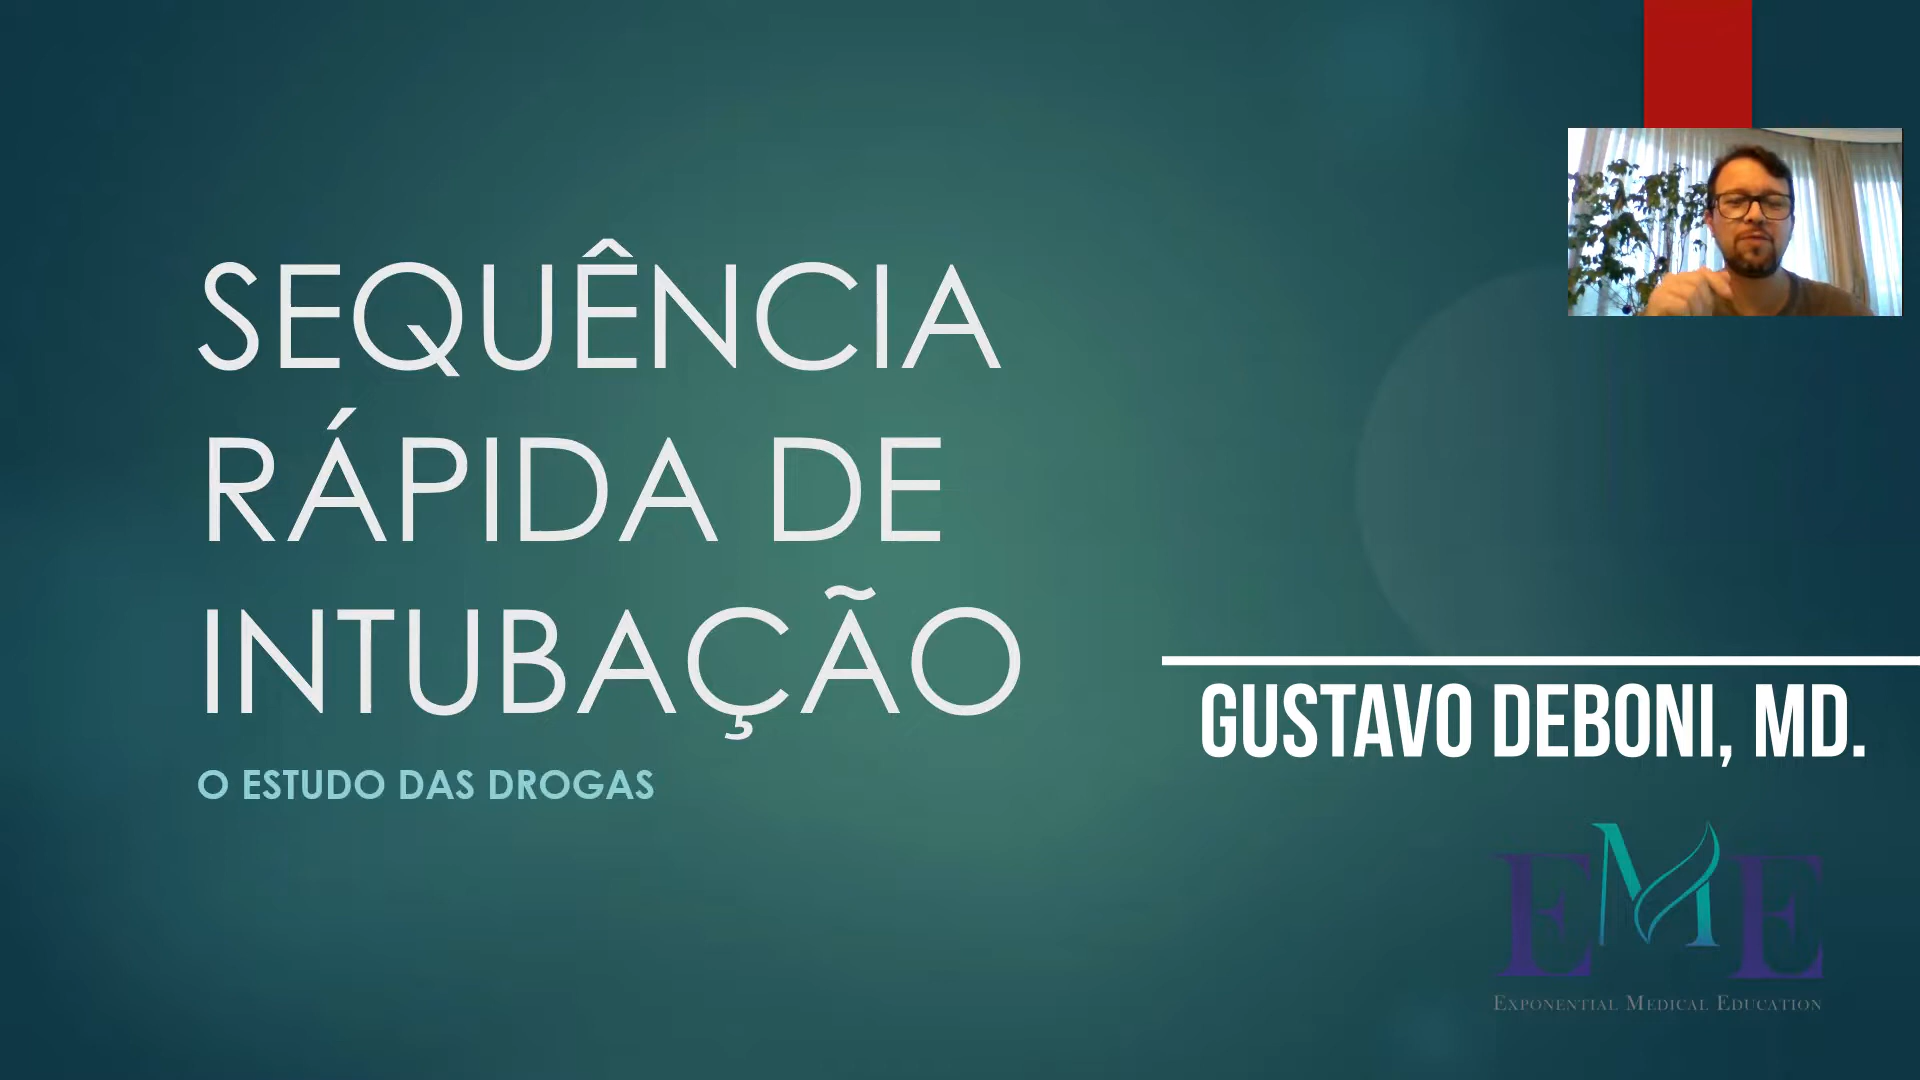 SEQUÊNCIA
RÁPIDA DE
INTUBAÇÃO
O ESTUDO DAS DROGAS
GUSTAVO DEBONI, MD.
EME
EXPONENTIAL MEDICAL EDUCATION